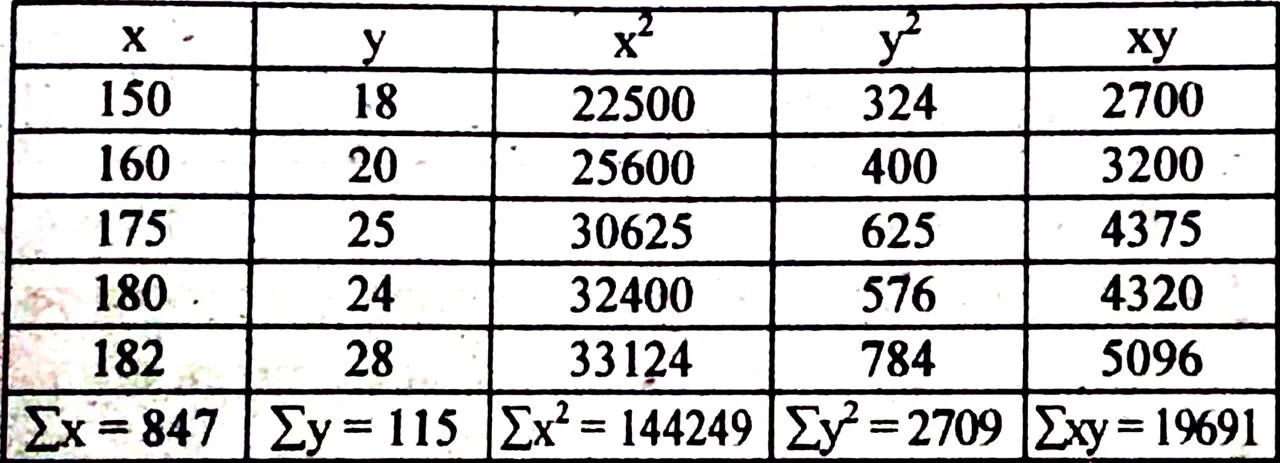 x y x² y² xy
150 18 22500 324 2700
160 20 25600 400 3200
175 25 30625 625 4375
180 24 32400 576 4320
182 28 33124 784 5096
∑x = 847 ∑y = 115 ∑x² = 144249 ∑y² = 2709 ∑xy = 19691